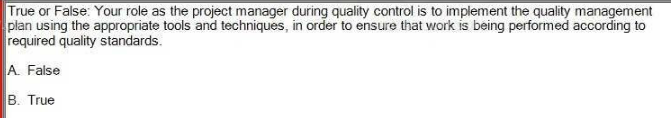 True or False: Your role as the project manager during quality control is to implement the quality management
plan using the appropriate tools and techniques, in order to ensure that work is being performed according to
required quality standards.
A. False
B. True